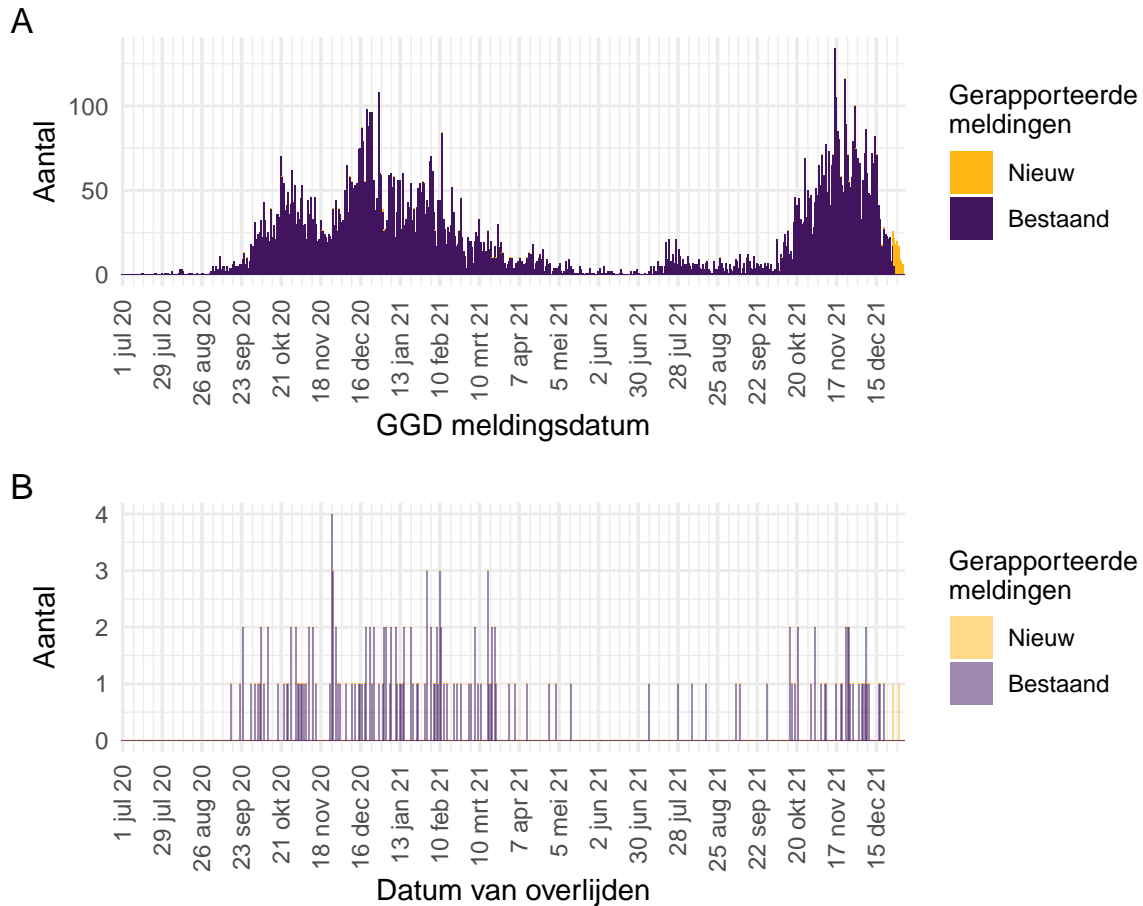 A
Aantal
100
50
0
1 jul 20
29 jul 20
26 aug 20
23 sep 20
21 okt 20
18 nov 20
16 dec 20
13 jan 21
10 feb 21
10 mrt 21
7 apr 21
5 mei 21
2 jun 21
30 jun 21
28 jul 21
25 aug 21
22 sep 21
20 okt 21
17 nov 21
15 dec 21
GGD meldingsdatum
Gerapporteerde
meldingen
Nieuw
Bestaand
B
Aantal
4
3
2
1
0
1 jul 20
29 jul 20
26 aug 20
23 sep 20
21 okt 20
18 nov 20
16 dec 20
13 jan 21
10 feb 21
10 mrt 21
7 apr 21
5 mei 21
2 jun 21
30 jun 21
28 jul 21
25 aug 21
22 sep 21
20 okt 21
17 nov 21
15 dec 21
Datum van overlijden
Gerapporteerde
meldingen
Nieuw
Bestaand